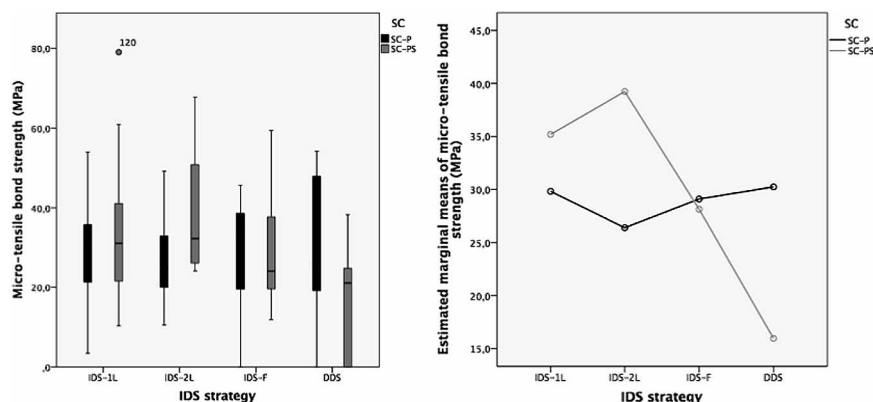 SC
SC-P
SC-PS
120
80,0
60,0
40,0
20,0
,0
Micro-tensile bond strength (MPa)
IDS-1L
IDS-2L
IDS-F
DDS
IDS strategy
SC
SC-P
SC-PS
45,0
40,0
35,0
30,0
25,0
20,0
15,0
Estimated marginal means of micro-tensile bond
strength (MPa)
IDS-1L
IDS-2L
IDS-F
DDS
IDS strategy